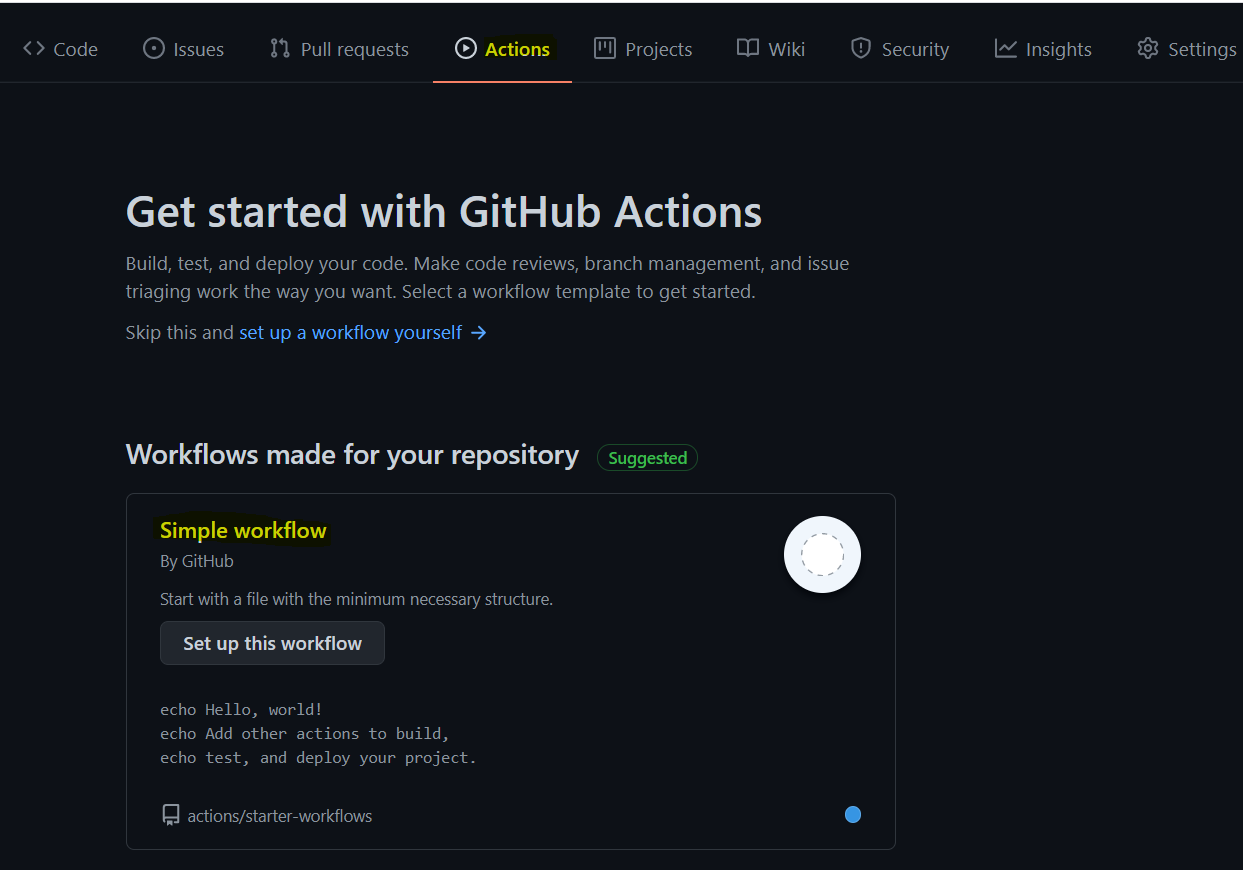 Code Issues Pull requests Actions Projects Wiki Security Insights Settings
Get started with GitHub Actions
Build, test, and deploy your code. Make code reviews, branch management, and issue
triaging work the way you want. Select a workflow template to get started.
Skip this and set up a workflow yourself →
Workflows made for your repository Suggested
Simple workflow
By GitHub
Start with a file with the minimum necessary structure.
Set up this workflow
echo Hello, world!
echo Add other actions to build,
echo test, and deploy your project.
actions/starter-workflows